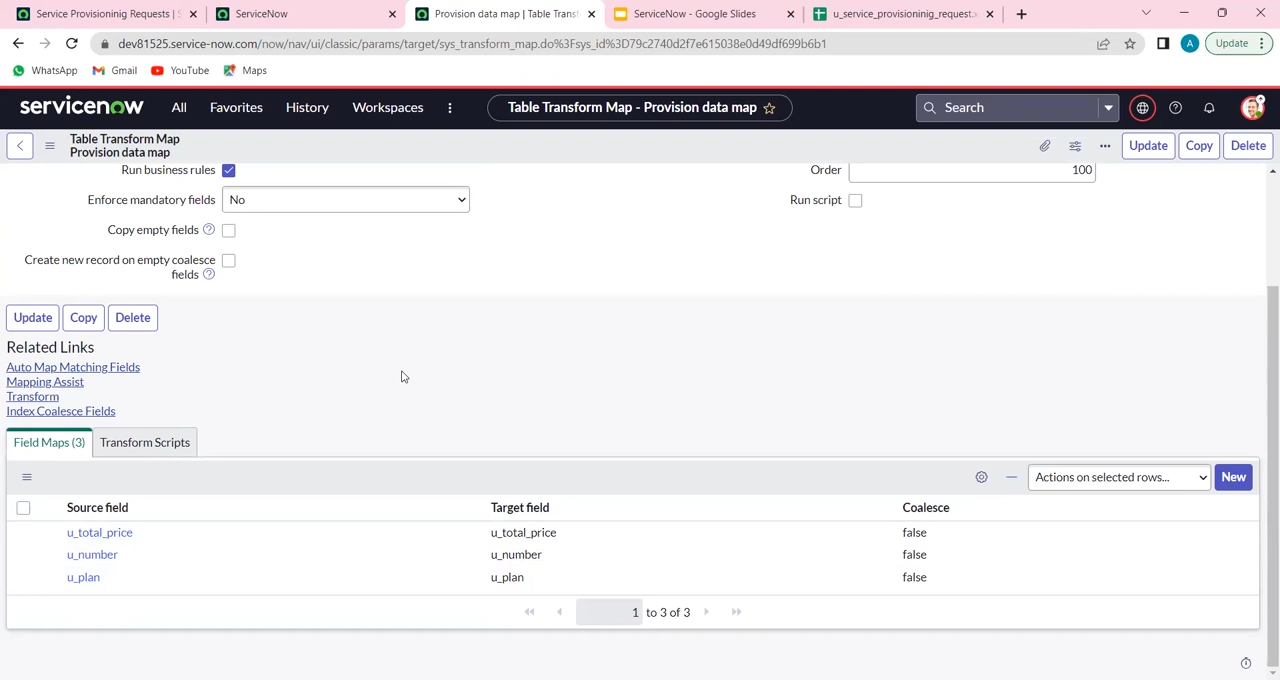 Service Provisioninig Requests | S
ServiceNow
Provision data map | Table Trans
ServiceNow - Google Slides
u_service_provisioninig_request.x
dev81525.service-now.com/now/nav/ui/classic/params/target/sys_transform_map.do%3Fsys_id%3D79c2740d2f7e615038e0d49df699b6b1
A
Update
WhatsApp
Gmail
YouTube
Maps
servicenow
All
Favorites
History
Workspaces
Table Transform Map - Provision data map
Search
Table Transform Map
Provision data map
Update
Copy
Delete
Run business rules
Order
100
Enforce mandatory fields
No
Run script
Copy empty fields
Create new record on empty coalesce
fields
Update
Copy
Delete
Related Links
Auto Map Matching Fields
Mapping Assist
Transform
Index Coalesce Fields
Field Maps (3)
Transform Scripts
Actions on selected rows...
New
Source field
Target field
Coalesce
u_total_price
u_total_price
false
u_number
u_number
false
u_plan
u_plan
false
1 to 3 of 3